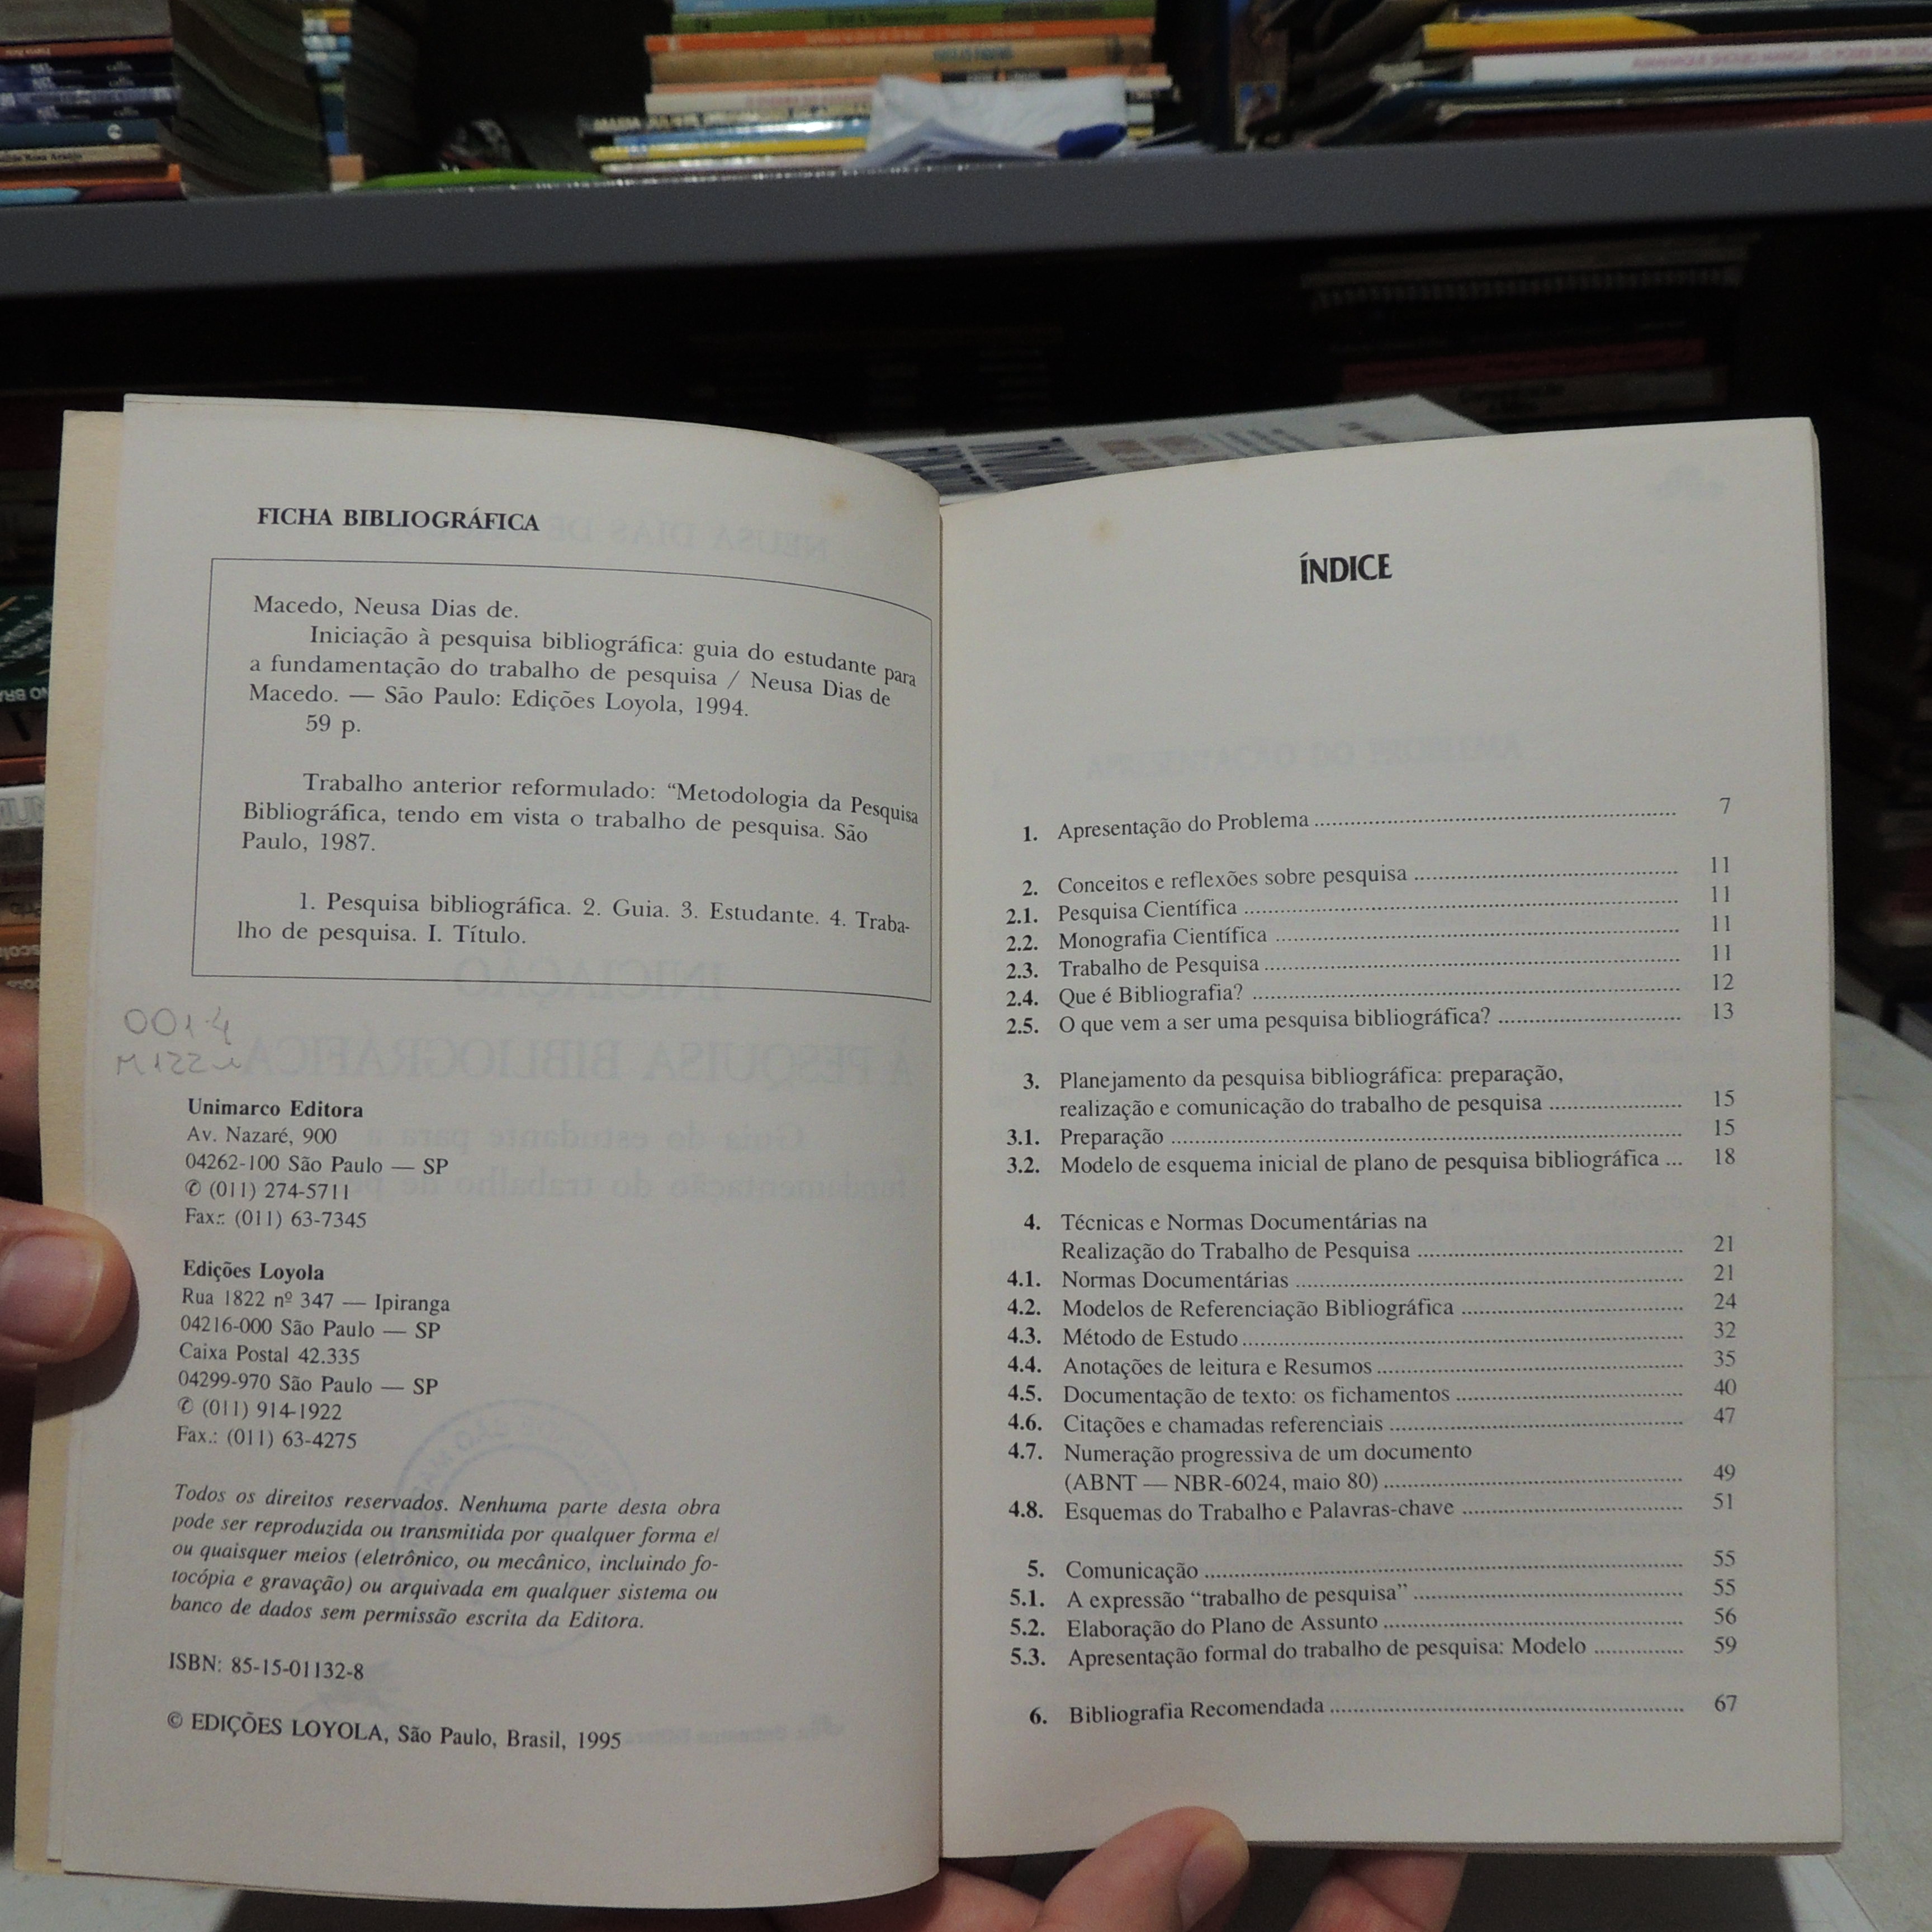 FICHA BIBLIOGRÁFICA
Macedo, Neusa Dias de.
Iniciação à pesquisa bibliográfica: guia do estudante para
a fundamentação do trabalho de pesquisa / Neusa Dias de
Macedo. — São Paulo: Edições Loyola, 1994.
59 p.
Trabalho anterior reformulado: “Metodologia da Pesquisa
Bibliográfica, tendo em vista o trabalho de pesquisa. São
Paulo, 1987.
1. Pesquisa bibliográfica. 2. Guia. 3. Estudante. 4. Traba-
lho de pesquisa. I. Título.
001.4
M122i
Unimarco Editora
Av. Nazaré, 900
04262-100 São Paulo — SP
✆ (011) 274-5711
Fax.: (011) 63-7345
Edições Loyola
Rua 1822 nº 347 — Ipiranga
04216-000 São Paulo — SP
Caixa Postal 42.335
04299-970 São Paulo — SP
✆ (011) 914-1922
Fax.: (011) 63-4275
Todos os direitos reservados. Nenhuma parte desta obra
pode ser reproduzida ou transmitida por qualquer forma e/
ou quaisquer meios (eletrônico, ou mecânico, incluindo fo-
tocópia e gravação) ou arquivada em qualquer sistema ou
banco de dados sem permissão escrita da Editora.
ISBN: 85-15-01132-8
© EDIÇÕES LOYOLA, São Paulo, Brasil, 1995
ÍNDICE
1. Apresentação do Problema ........ 7
2. Conceitos e reflexões sobre pesquisa ........ 11
2.1. Pesquisa Científica ........ 11
2.2. Monografia Científica ........ 11
2.3. Trabalho de Pesquisa ........ 11
2.4. Que é Bibliografia? ........ 12
2.5. O que vem a ser uma pesquisa bibliográfica? ........ 13
3. Planejamento da pesquisa bibliográfica: preparação,
realização e comunicação do trabalho de pesquisa ........ 15
3.1. Preparação ........ 15
3.2. Modelo de esquema inicial de plano de pesquisa bibliográfica ... 18
4. Técnicas e Normas Documentárias na
Realização do Trabalho de Pesquisa ........ 21
4.1. Normas Documentárias ........ 21
4.2. Modelos de Referenciação Bibliográfica ........ 24
4.3. Método de Estudo ........ 32
4.4. Anotações de leitura e Resumos ........ 35
4.5. Documentação de texto: os fichamentos ........ 40
4.6. Citações e chamadas referenciais ........ 47
4.7. Numeração progressiva de um documento
(ABNT — NBR-6024, maio 80) ........ 49
4.8. Esquemas do Trabalho e Palavras-chave ........ 51
5. Comunicação ........ 55
5.1. A expressão “trabalho de pesquisa” ........ 55
5.2. Elaboração do Plano de Assunto ........ 56
5.3. Apresentação formal do trabalho de pesquisa: Modelo ........ 59
6. Bibliografia Recomendada ........ 67